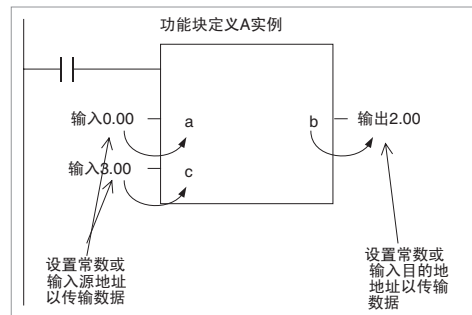 功能块定义A实例
输入0.00
a
b
输出2.00
输入3.00
c
设置常数或
输入源地址
以传输数据
设置常数或
输入目的地
地址以传输
数据